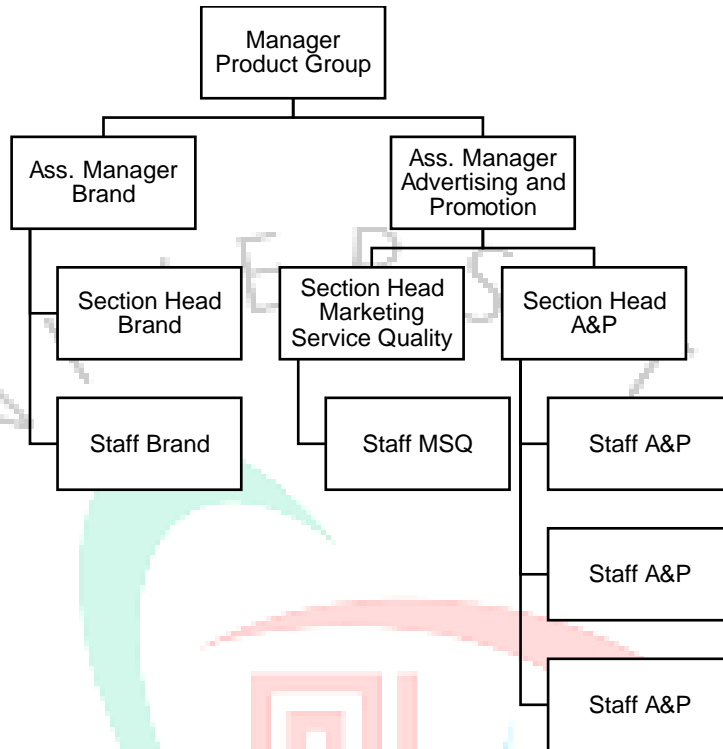 Manager
Product Group
Ass. Manager
Brand
Ass. Manager
Advertising and
Promotion
Section Head
Brand
Section Head
Marketing
Service Quality
Section Head
A&P
Staff Brand
Staff MSQ
Staff A&P
Staff A&P
Staff A&P